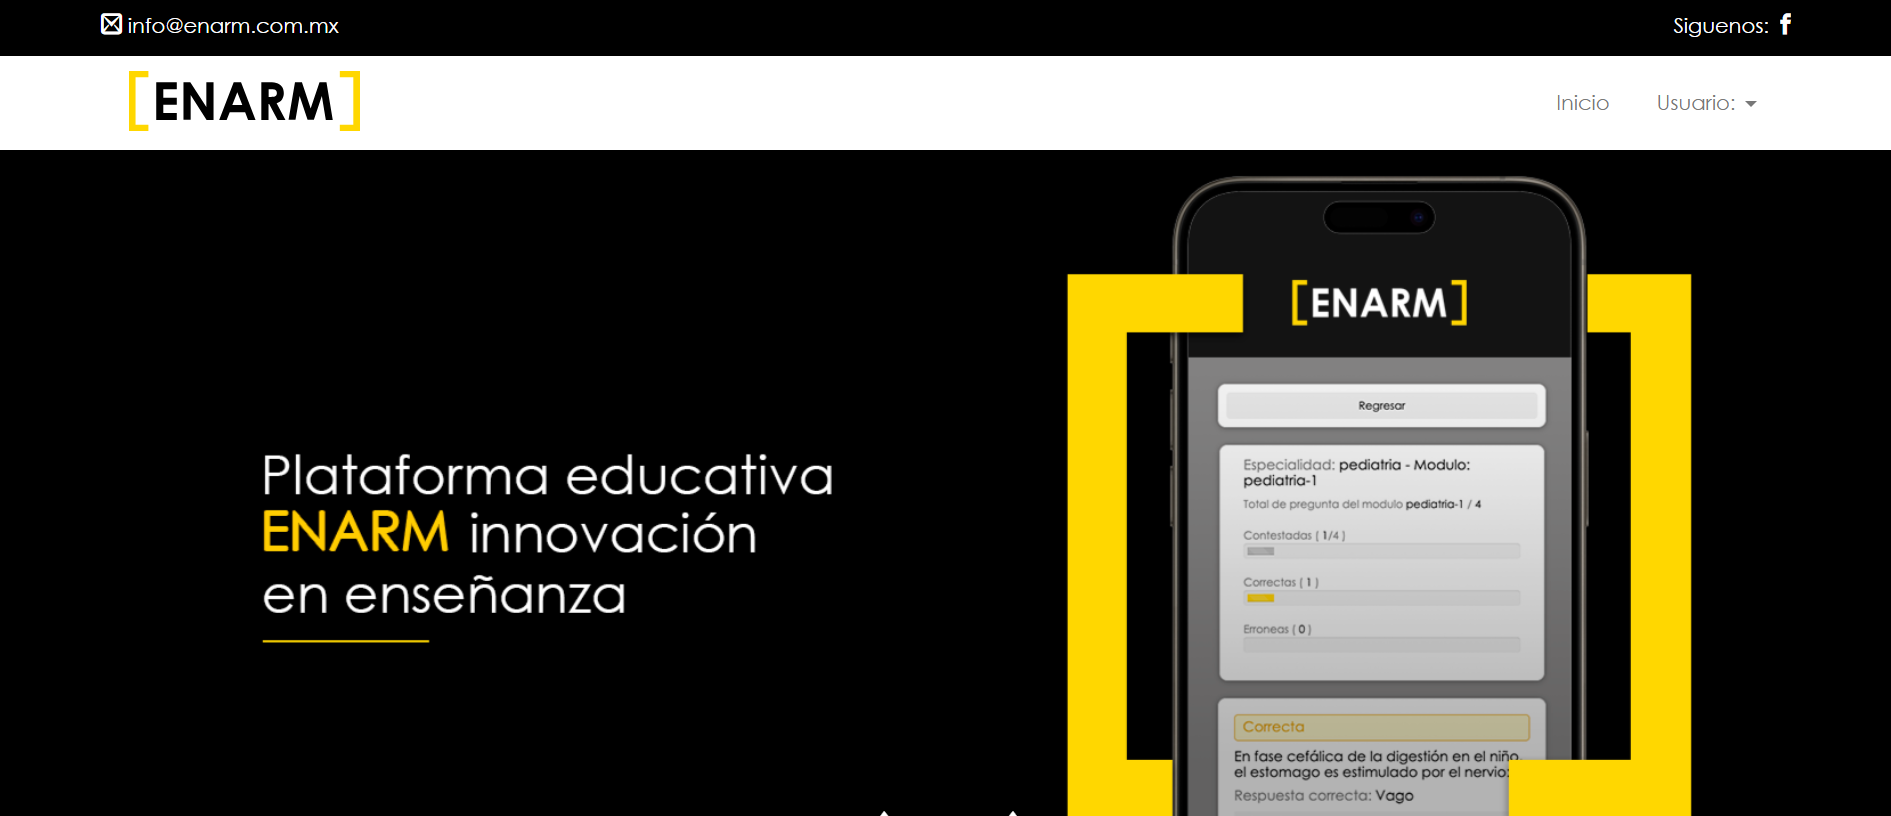 info@enarm.com.mx
Siguenos:
[ENARM]
Inicio
Usuario:
Plataforma educativa
ENARM innovación
en enseñanza
[ENARM]
Regresar
Especialidad: pediatria - Modulo:
pediatria-1
Total de pregunta del modulo pediatria-1 / 4
Contestadas ( 1/4 )
Correctas ( 1 )
Erroneas ( 0 )
Correcta
En fase cefálica de la digestión en el niño,
el estomago es estimulado por el nervio:
Respuesta correcta: Vago